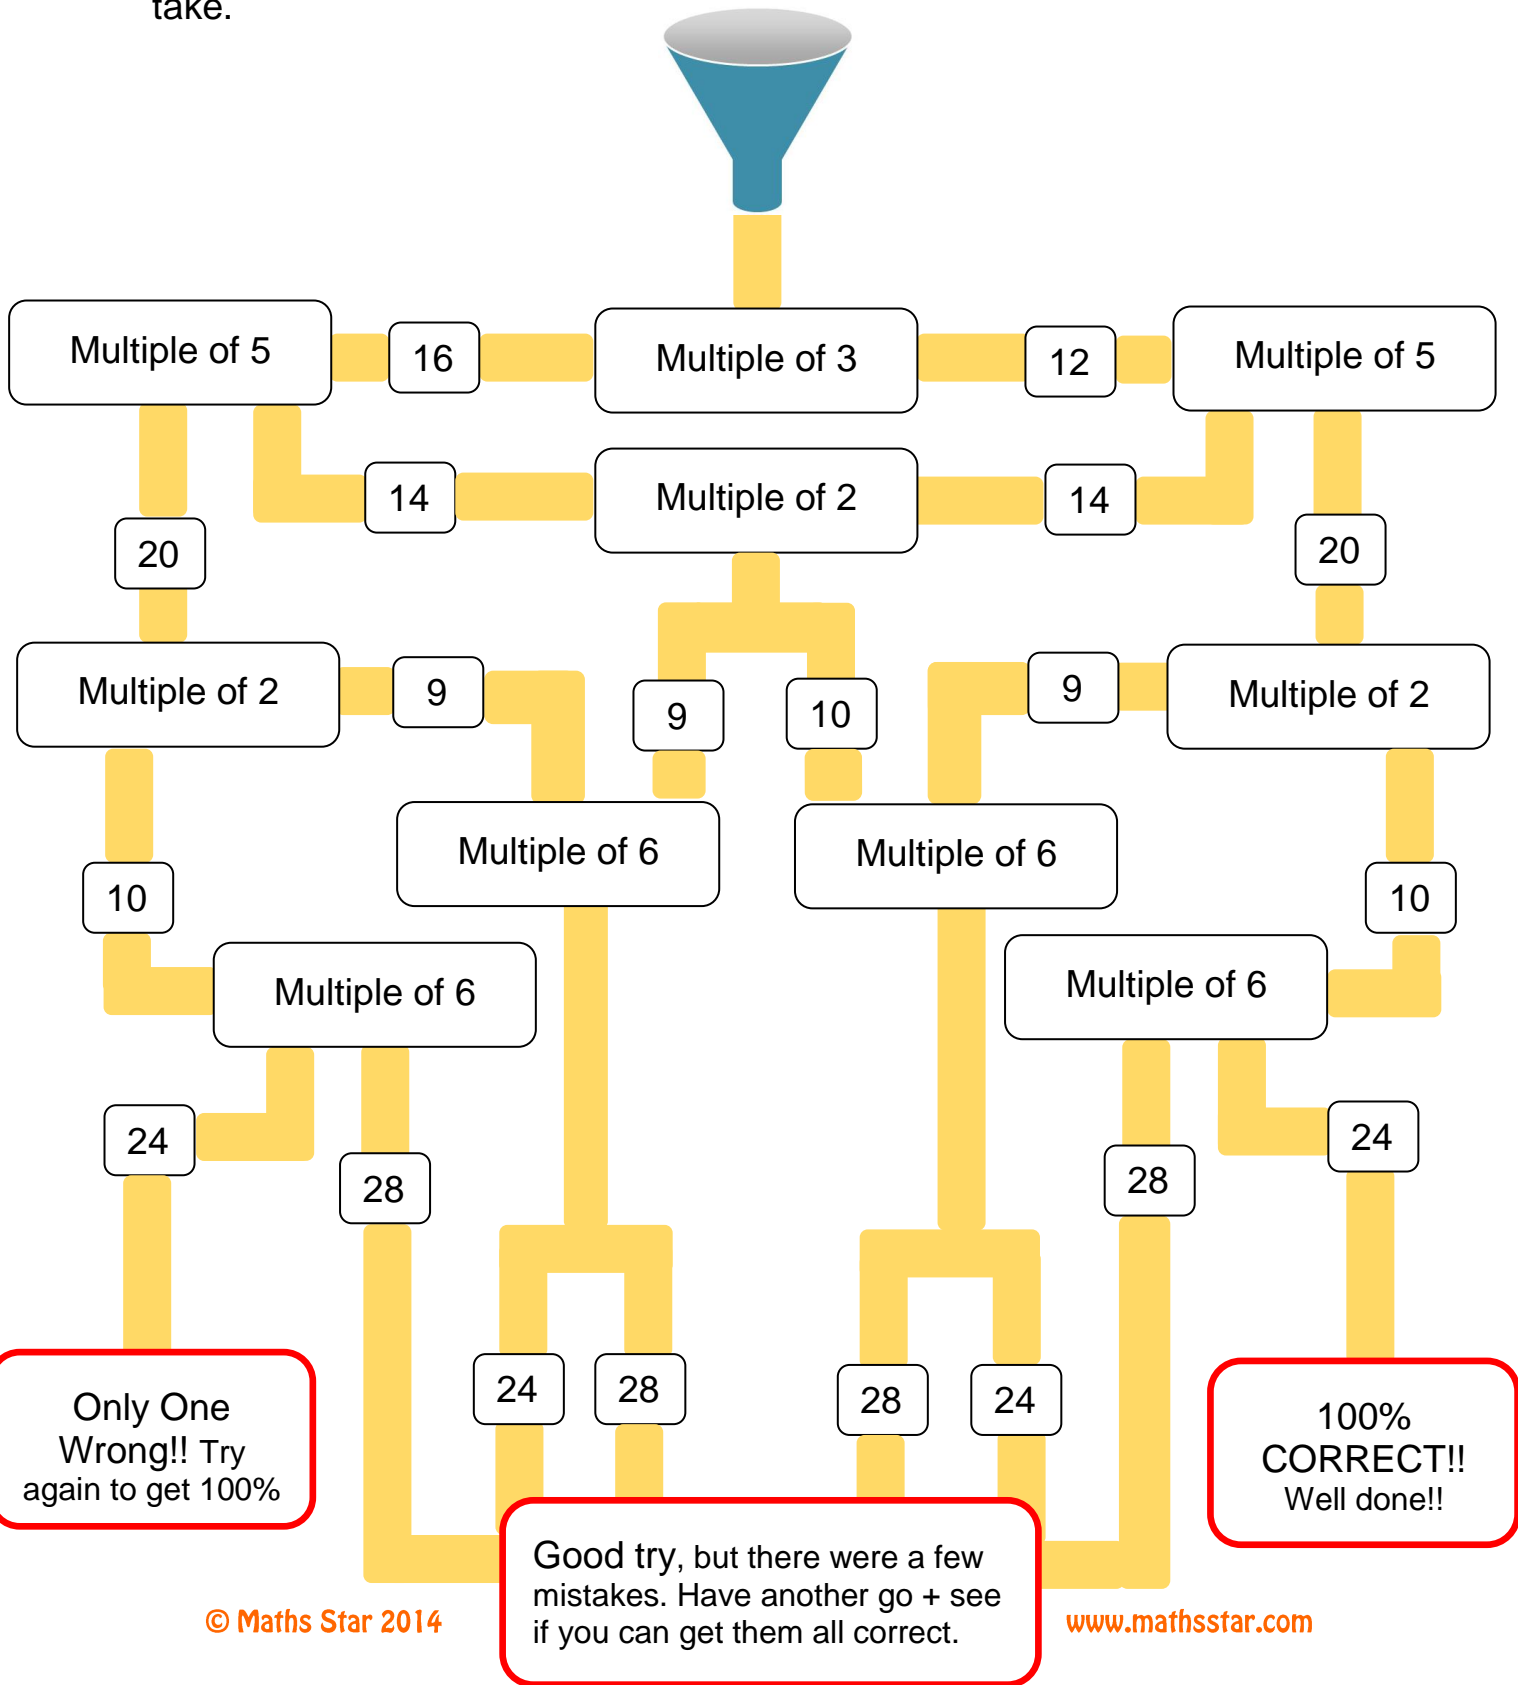 take.
Multiple of 5
16
Multiple of 3
12
Multiple of 5
14
Multiple of 2
14
20
20
Multiple of 2
9
9
10
9
Multiple of 2
Multiple of 6
Multiple of 6
10
10
Multiple of 6
Multiple of 6
24
28
28
24
24
28
28
24
Only One
Wrong!! Try
again to get 100%
100%
CORRECT!!
Well done!!
Good try, but there were a few
mistakes. Have another go + see
if you can get them all correct.
© Maths Star 2014
www.mathsstar.com